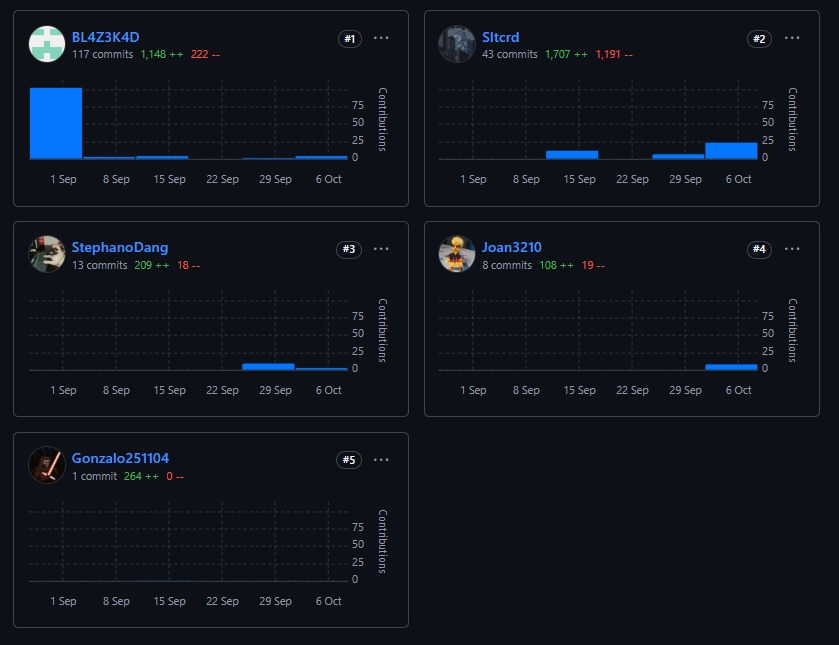 BL4Z3K4D
#1
117 commits 1,148 ++ 222 --
75
50
25
0
Contributions
1 Sep 8 Sep 15 Sep 22 Sep 29 Sep 6 Oct
Sltcrd
#2
43 commits 1,707 ++ 1,191 --
75
50
25
0
Contributions
1 Sep 8 Sep 15 Sep 22 Sep 29 Sep 6 Oct
StephanoDang
#3
13 commits 209 ++ 18 --
75
50
25
0
Contributions
1 Sep 8 Sep 15 Sep 22 Sep 29 Sep 6 Oct
Joan3210
#4
8 commits 108 ++ 19 --
75
50
25
0
Contributions
1 Sep 8 Sep 15 Sep 22 Sep 29 Sep 6 Oct
Gonzalo251104
#5
1 commit 264 ++ 0 --
75
50
25
0
Contributions
1 Sep 8 Sep 15 Sep 22 Sep 29 Sep 6 Oct